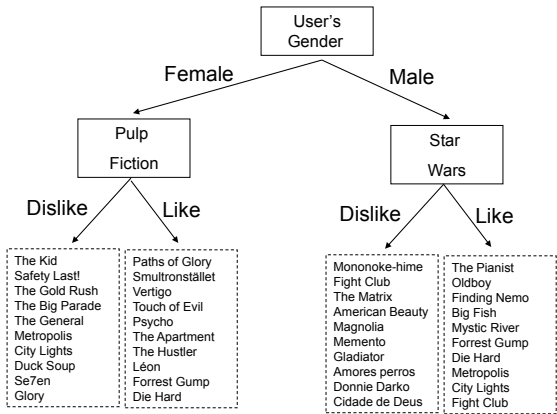 User's
Gender
Female
Male
Pulp
Fiction
Star
Wars
Dislike
Like
Dislike
Like
The Kid
Safety Last!
The Gold Rush
The Big Parade
The General
Metropolis
City Lights
Duck Soup
Se7en
Glory
Paths of Glory
Smultronstället
Vertigo
Touch of Evil
Psycho
The Apartment
The Hustler
Léon
Forrest Gump
Die Hard
Mononoke-hime
Fight Club
The Matrix
American Beauty
Magnolia
Memento
Gladiator
Amores perros
Donnie Darko
Cidade de Deus
The Pianist
Oldboy
Finding Nemo
Big Fish
Mystic River
Forrest Gump
Die Hard
Metropolis
City Lights
Fight Club